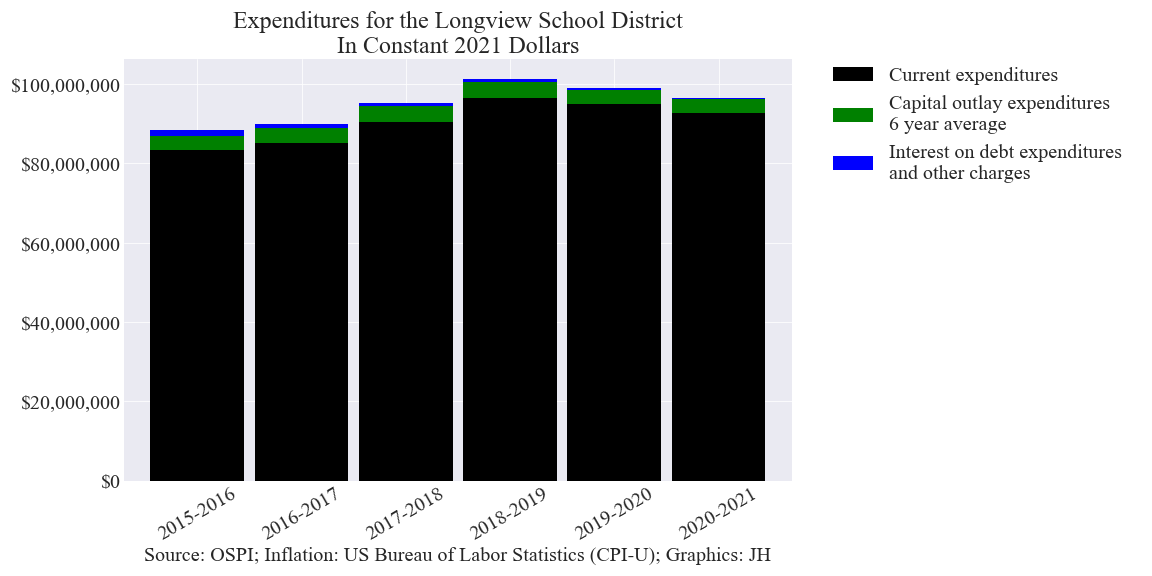 Expenditures for the Longview School District
In Constant 2021 Dollars
$100,000,000
$80,000,000
$60,000,000
$40,000,000
$20,000,000
$0
2015-2016
2016-2017
2017-2018
2018-2019
2019-2020
2020-2021
Source: OSPI; Inflation: US Bureau of Labor Statistics (CPI-U); Graphics: JH
Current expenditures
Capital outlay expenditures
6 year average
Interest on debt expenditures
and other charges